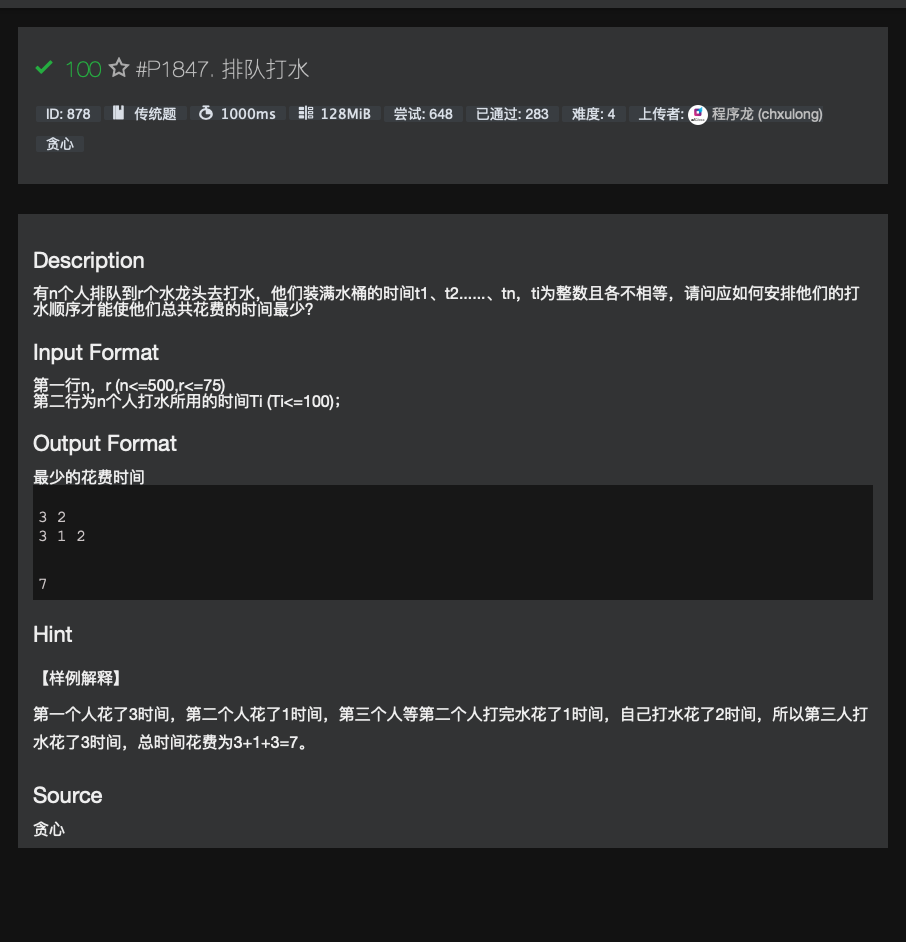 100 #P1847. 排队打水
ID: 878 传统题 1000ms 128MiB 尝试: 648 已通过: 283 难度: 4 上传者: 程序龙 (chxulong)
贪心
Description
有n个人排队到r个水龙头去打水，他们装满水桶的时间t1、t2......、tn，ti为整数且各不相等，请问应如何安排他们的打
水顺序才能使他们总共花费的时间最少？
Input Format
第一行n，r (n<=500,r<=75)
第二行为n个人打水所用的时间Ti (Ti<=100)；
Output Format
最少的花费时间
3 2
3 1 2
7
Hint
【样例解释】
第一个人花了3时间，第二个人花了1时间，第三个人等第二个人打完水花了1时间，自己打水花了2时间，所以第三人打
水花了3时间，总时间花费为3+1+3=7。
Source
贪心